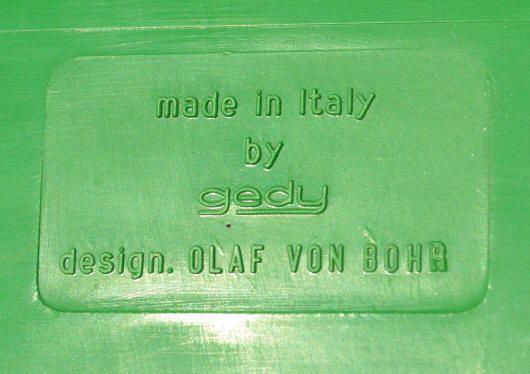 made in Italy
by
gedy
design. OLAF VON BOHR